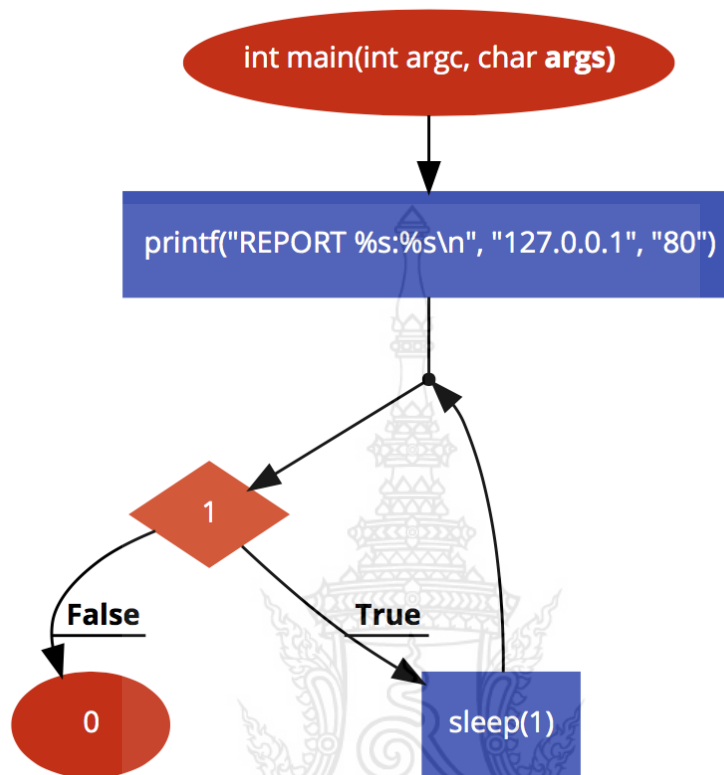 int main(int argc, char args)
printf("REPORT %s:%s\n", "127.0.0.1", "80")
1
False
True
0
sleep(1)